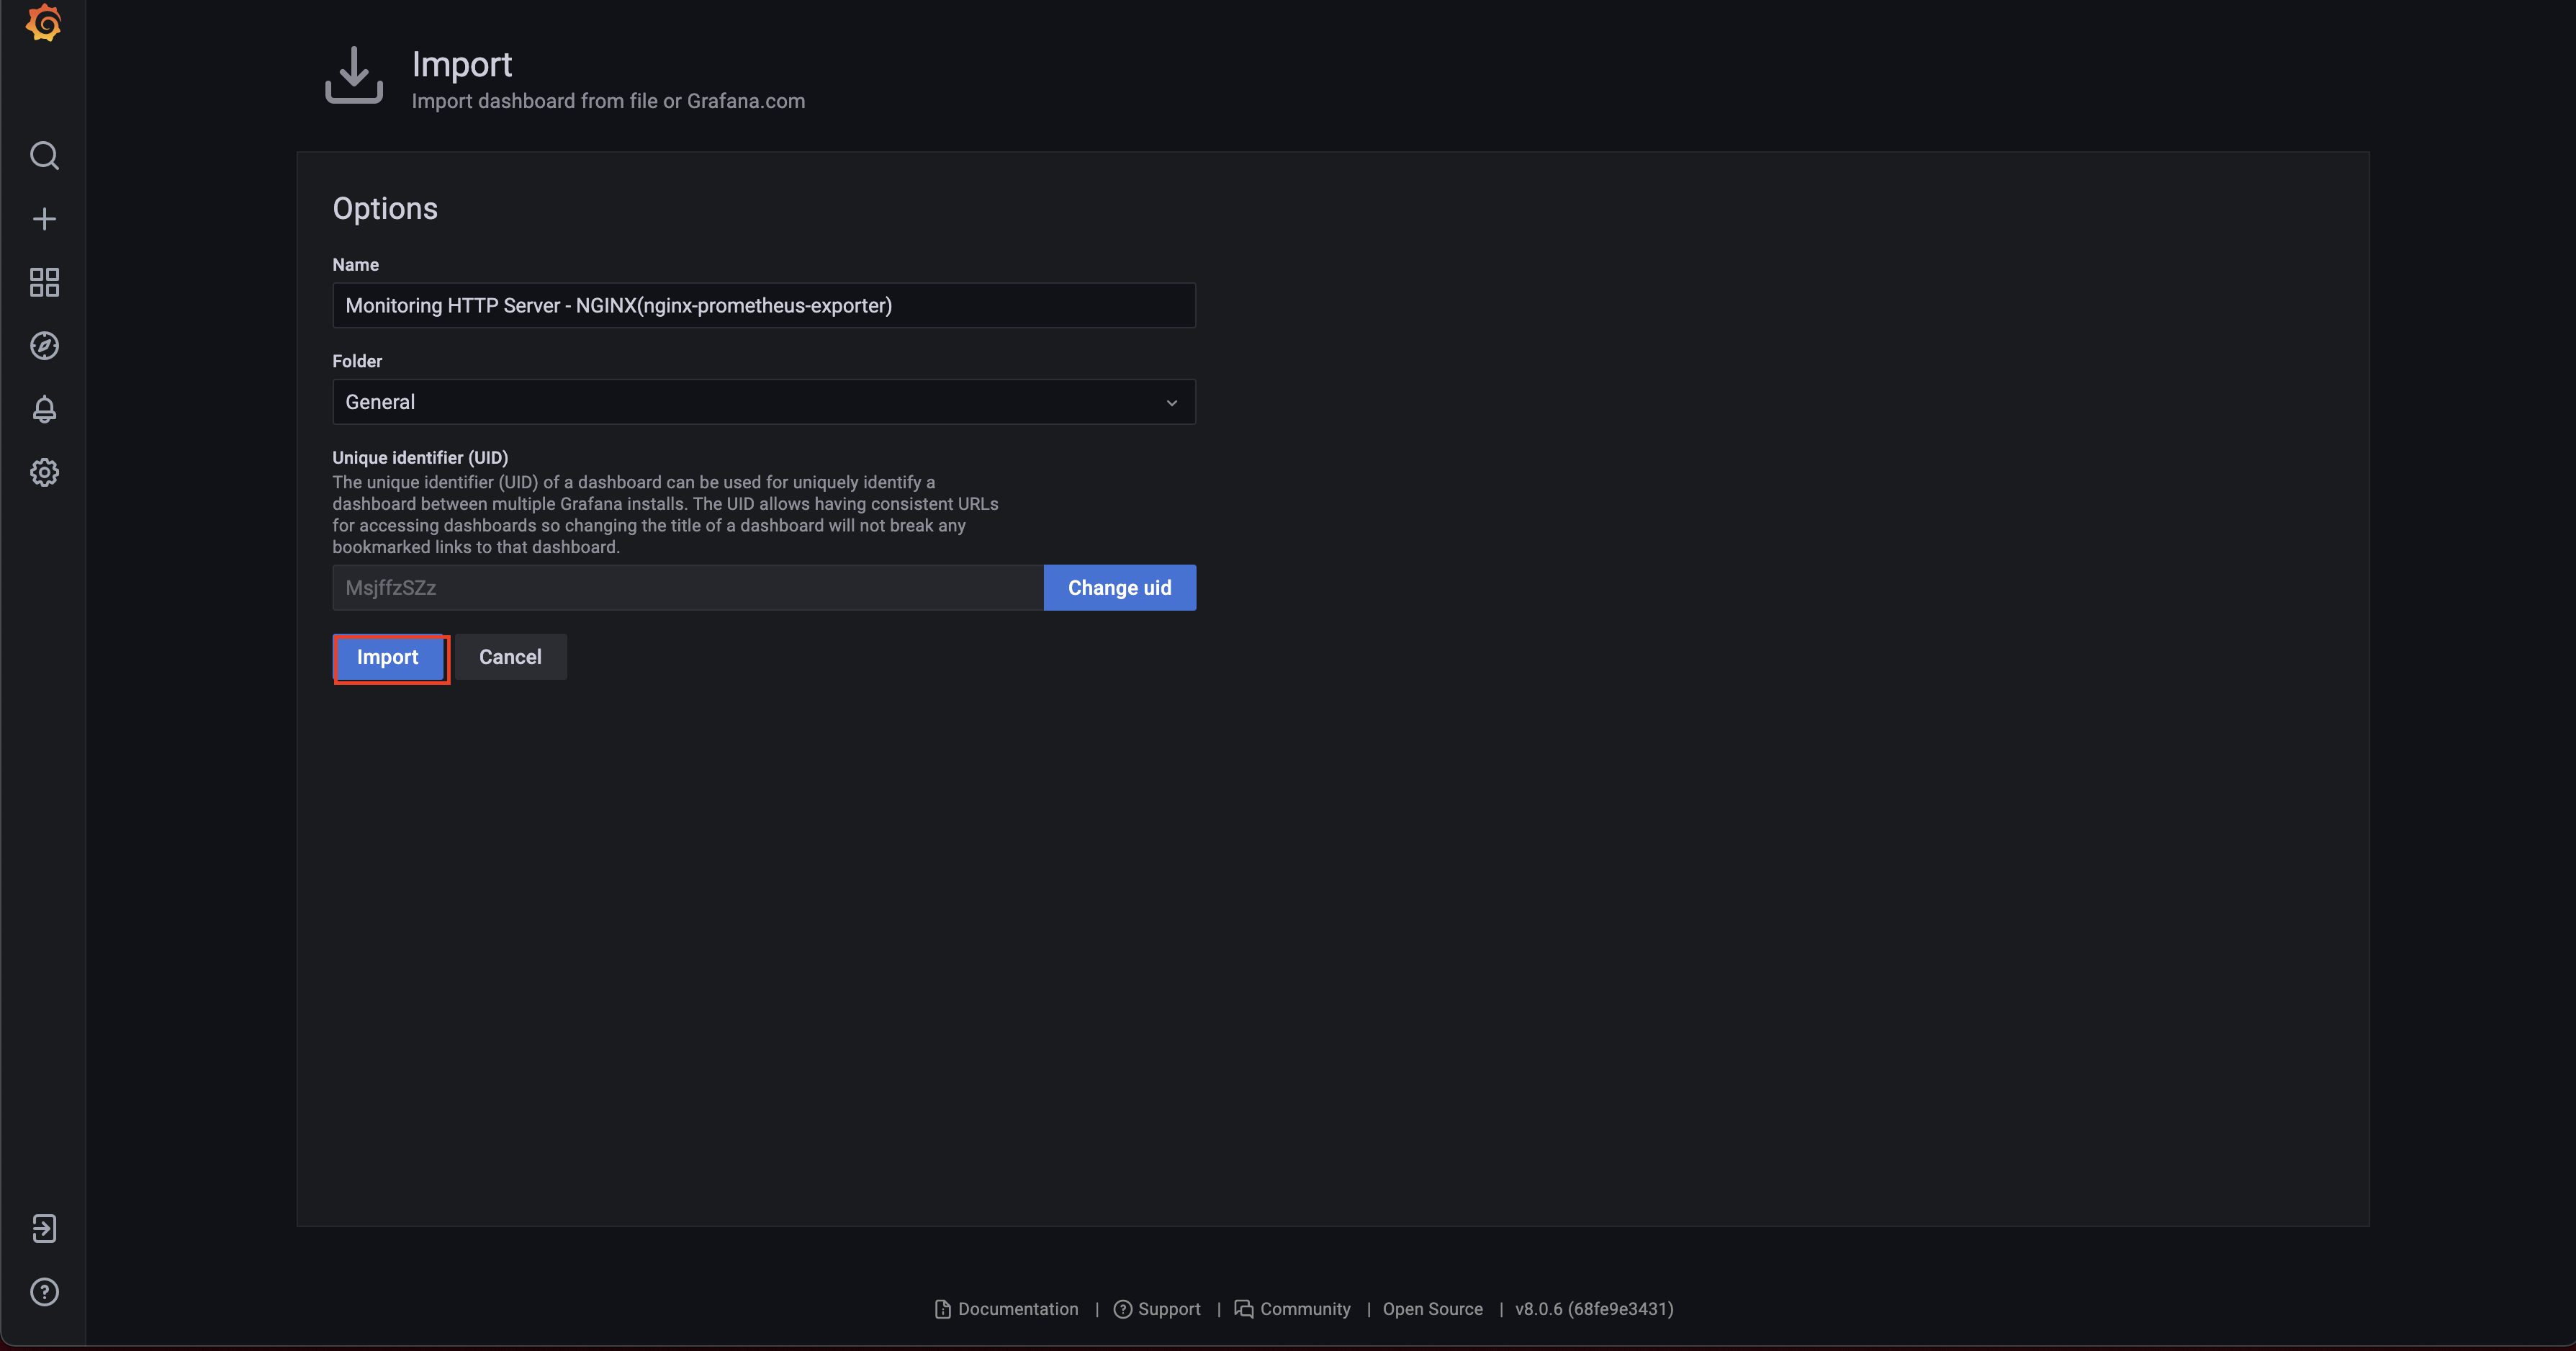 Import
Import dashboard from file or Grafana.com
Options
Name
Monitoring HTTP Server - NGINX(nginx-prometheus-exporter)
Folder
General
Unique identifier (UID)
The unique identifier (UID) of a dashboard can be used for uniquely identify a
dashboard between multiple Grafana installs. The UID allows having consistent URLs
for accessing dashboards so changing the title of a dashboard will not break any
bookmarked links to that dashboard.
MsjffzSZz
Change uid
Import
Cancel
Documentation | Support | Community | Open Source | v8.0.6 (68fe9e3431)